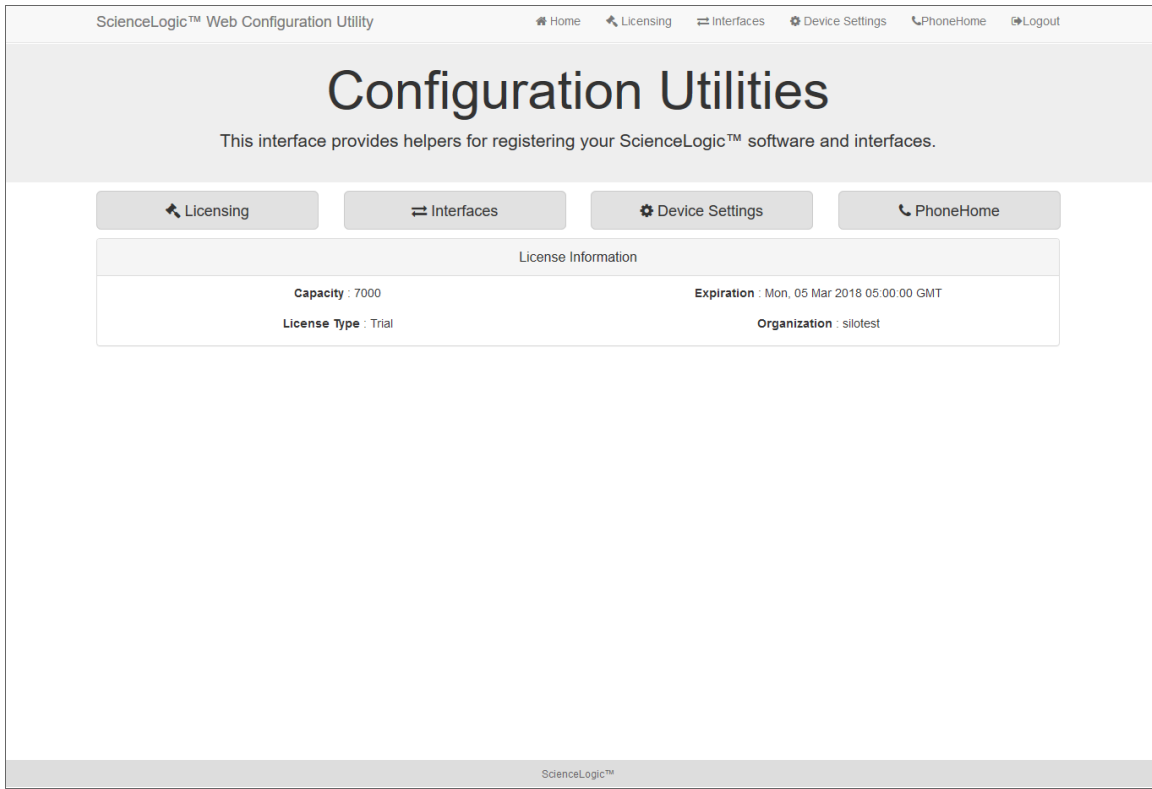 ScienceLogic™ Web Configuration Utility Home Licensing Interfaces Device Settings PhoneHome Logout
Configuration Utilities
This interface provides helpers for registering your ScienceLogic™ software and interfaces.
Licensing Interfaces Device Settings PhoneHome
License Information
Capacity : 7000 Expiration : Mon, 05 Mar 2018 05:00:00 GMT
License Type : Trial Organization : silotest
ScienceLogic™